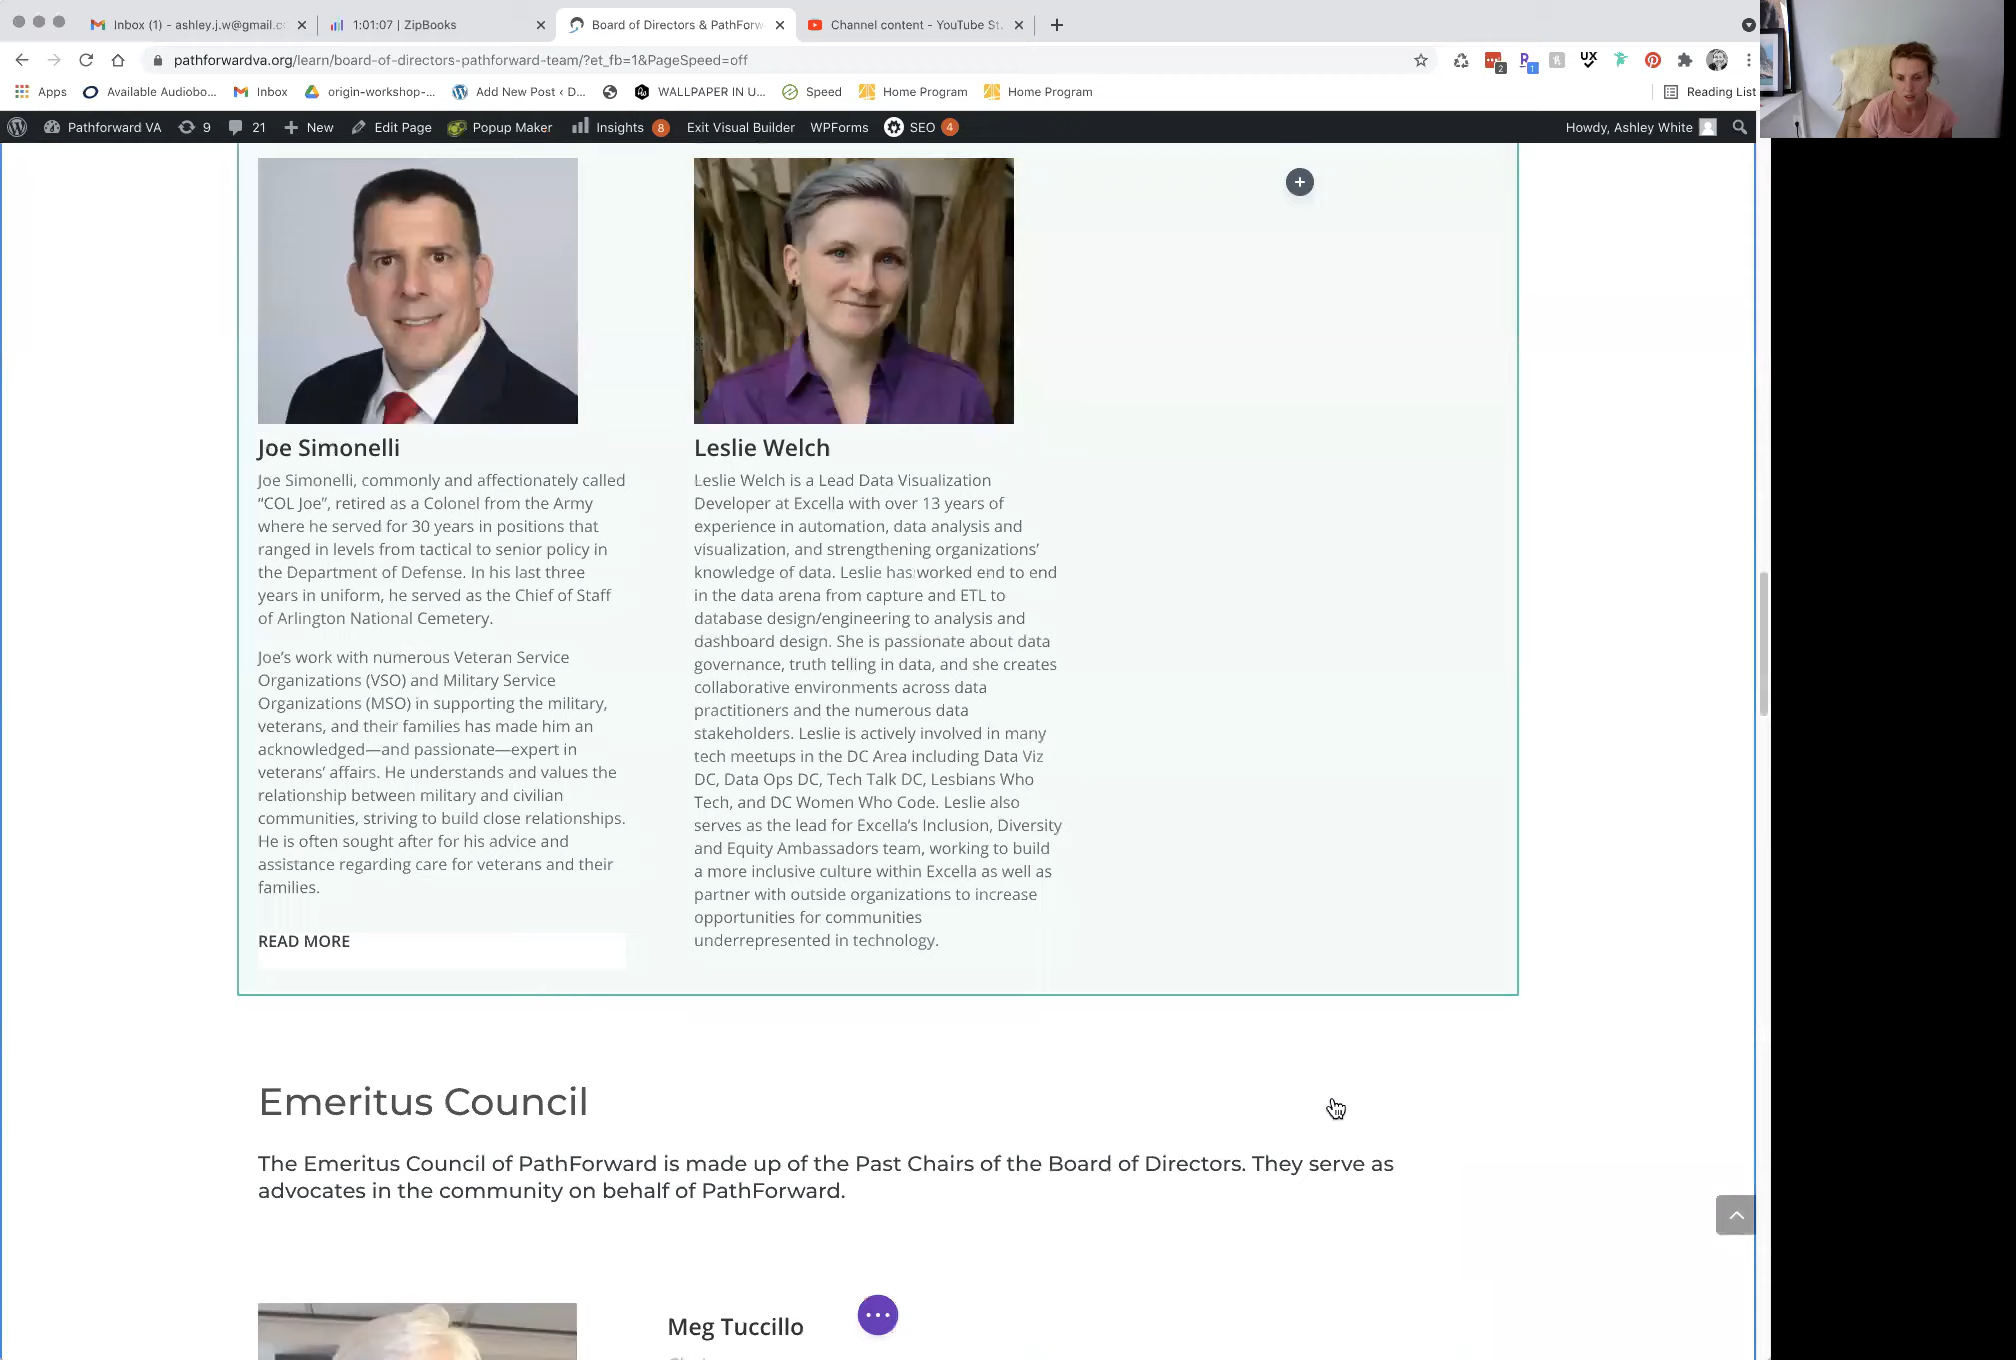 Inbox (1) - ashley.j.w@gmail.c
1:01:07 | ZipBooks
Board of Directors & PathForw
Channel content - YouTube St
pathforwardva.org/learn/board-of-directors-pathforward-team/?et_fb=1&PageSpeed=off
2
1
UX
Apps
Available Audiobo...
Inbox
origin-workshop-...
Add New Post ‹ D...
WALLPAPER IN U...
Speed
Home Program
Home Program
Reading List
Pathforward VA
9
21
New
Edit Page
Popup Maker
Insights 8
Exit Visual Builder
WPForms
SEO 4
Howdy, Ashley White
Joe Simonelli
Joe Simonelli, commonly and affectionately called
“COL Joe”, retired as a Colonel from the Army
where he served for 30 years in positions that
ranged in levels from tactical to senior policy in
the Department of Defense. In his last three
years in uniform, he served as the Chief of Staff
of Arlington National Cemetery.
Joe’s work with numerous Veteran Service
Organizations (VSO) and Military Service
Organizations (MSO) in supporting the military,
veterans, and their families has made him an
acknowledged—and passionate—expert in
veterans’ affairs. He understands and values the
relationship between military and civilian
communities, striving to build close relationships.
He is often sought after for his advice and
assistance regarding care for veterans and their
families.
READ MORE
Leslie Welch
Leslie Welch is a Lead Data Visualization
Developer at Excella with over 13 years of
experience in automation, data analysis and
visualization, and strengthening organizations’
knowledge of data. Leslie has worked end to end
in the data arena from capture and ETL to
database design/engineering to analysis and
dashboard design. She is passionate about data
governance, truth telling in data, and she creates
collaborative environments across data
practitioners and the numerous data
stakeholders. Leslie is actively involved in many
tech meetups in the DC Area including Data Viz
DC, Data Ops DC, Tech Talk DC, Lesbians Who
Tech, and DC Women Who Code. Leslie also
serves as the lead for Excella’s Inclusion, Diversity
and Equity Ambassadors team, working to build
a more inclusive culture within Excella as well as
partner with outside organizations to increase
opportunities for communities
underrepresented in technology.
Emeritus Council
The Emeritus Council of PathForward is made up of the Past Chairs of the Board of Directors. They serve as
advocates in the community on behalf of PathForward.
Meg Tuccillo